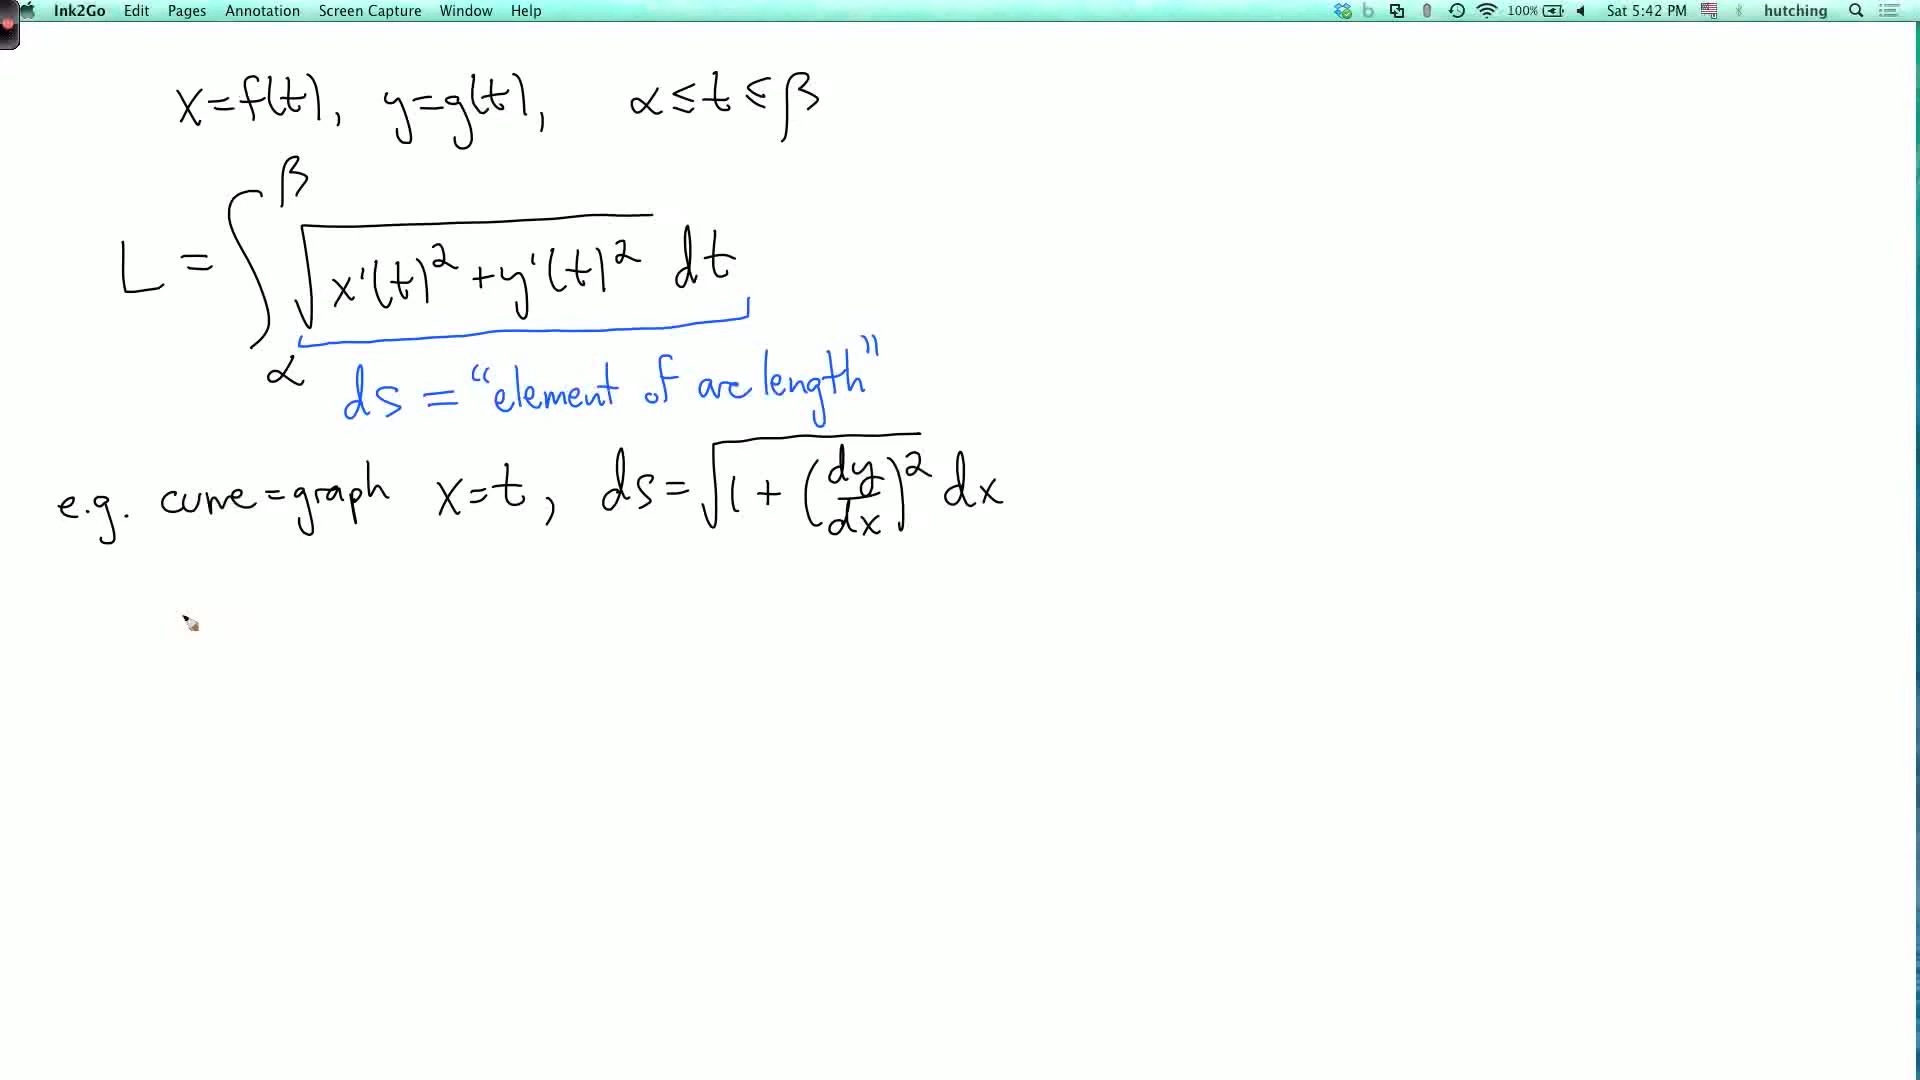 Ink2Go Edit Pages Annotation Screen Capture Window Help 100% Sat 5:42 PM hutching
x=f(t), y=g(t), α≤t≤β
L = ∫_α^β √(x'(t)²+y'(t)²) dt
ds = "element of arc length"
e.g. curve=graph x=t, ds=√(1+(dy/dx)²) dx